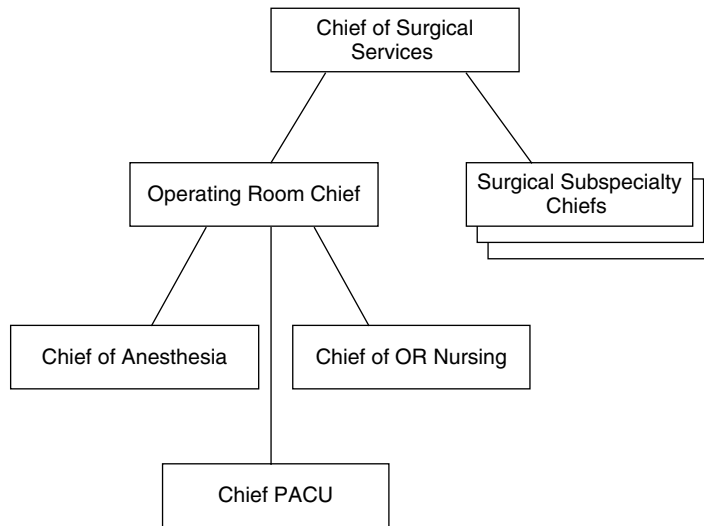 Chief of Surgical
Services
Operating Room Chief
Surgical Subspecialty
Chiefs
Chief of Anesthesia
Chief of OR Nursing
Chief PACU